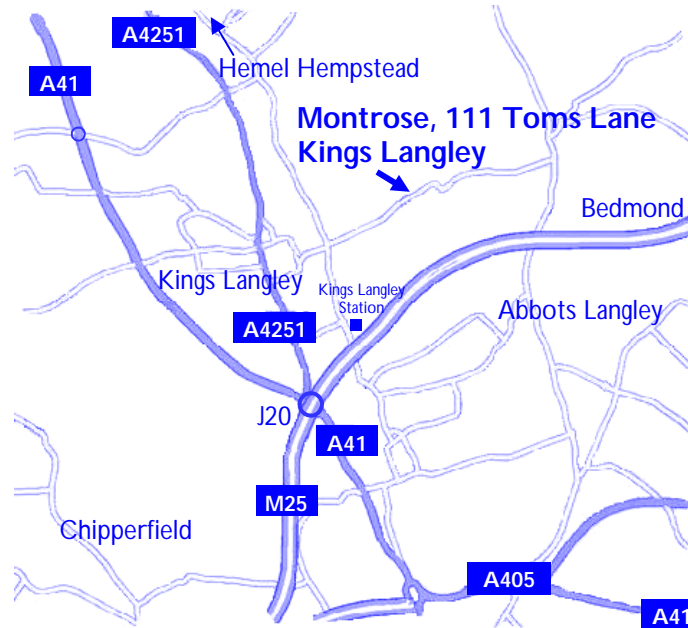 A4251
Hemel Hempstead
A41
Montrose, 111 Toms Lane
Kings Langley
Bedmond
Kings Langley
Kings Langley
Station
Abbots Langley
A4251
J20
A41
M25
Chipperfield
A405
A41